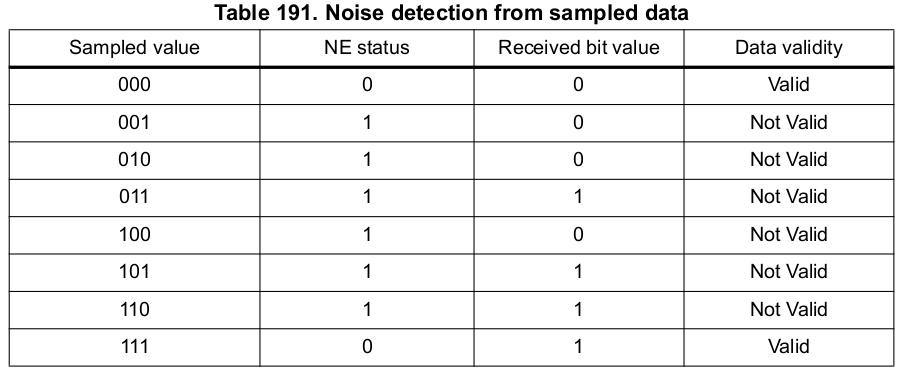 Table 191. Noise detection from sampled data
Sampled value NE status Received bit value Data validity
000 0 0 Valid
001 1 0 Not Valid
010 1 0 Not Valid
011 1 1 Not Valid
100 1 0 Not Valid
101 1 1 Not Valid
110 1 1 Not Valid
111 0 1 Valid